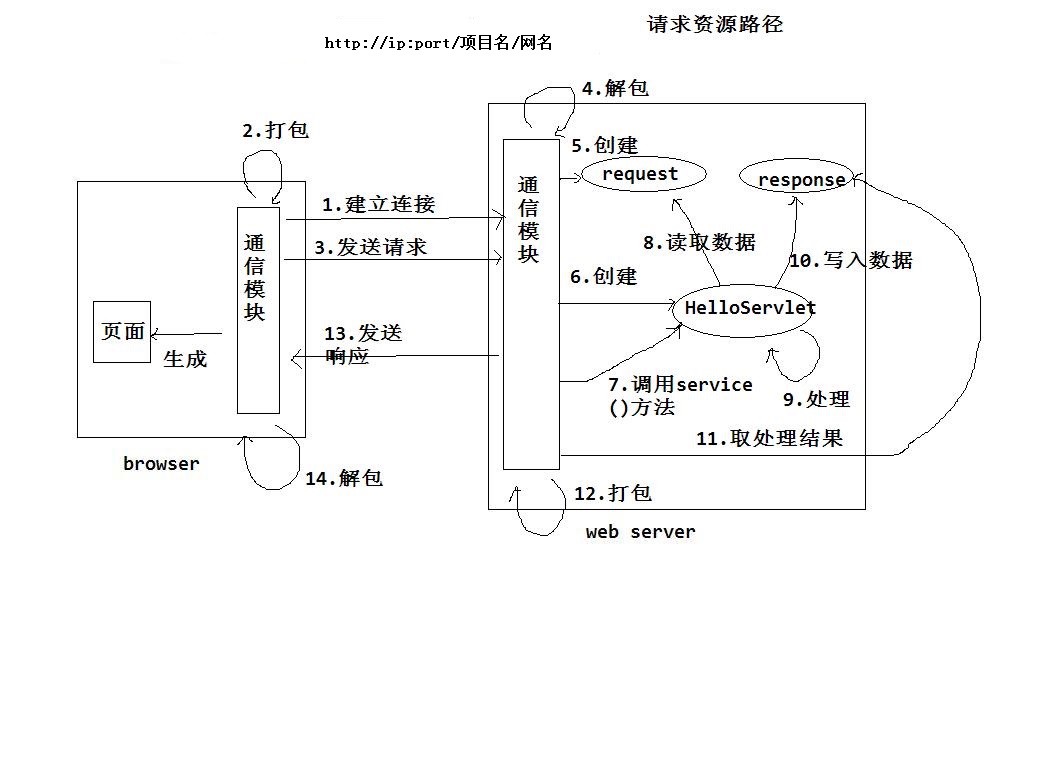 请求资源路径
http://ip:port/项目名/网名
4.解包
2.打包
5.创建
request
response
通信模块
1.建立连接
通信模块
3.发送请求
8.读取数据
10.写入数据
6.创建
HelloServlet
页面
生成
13.发送
响应
7.调用service
()方法
9.处理
11.取处理结果
browser
14.解包
12.打包
web server